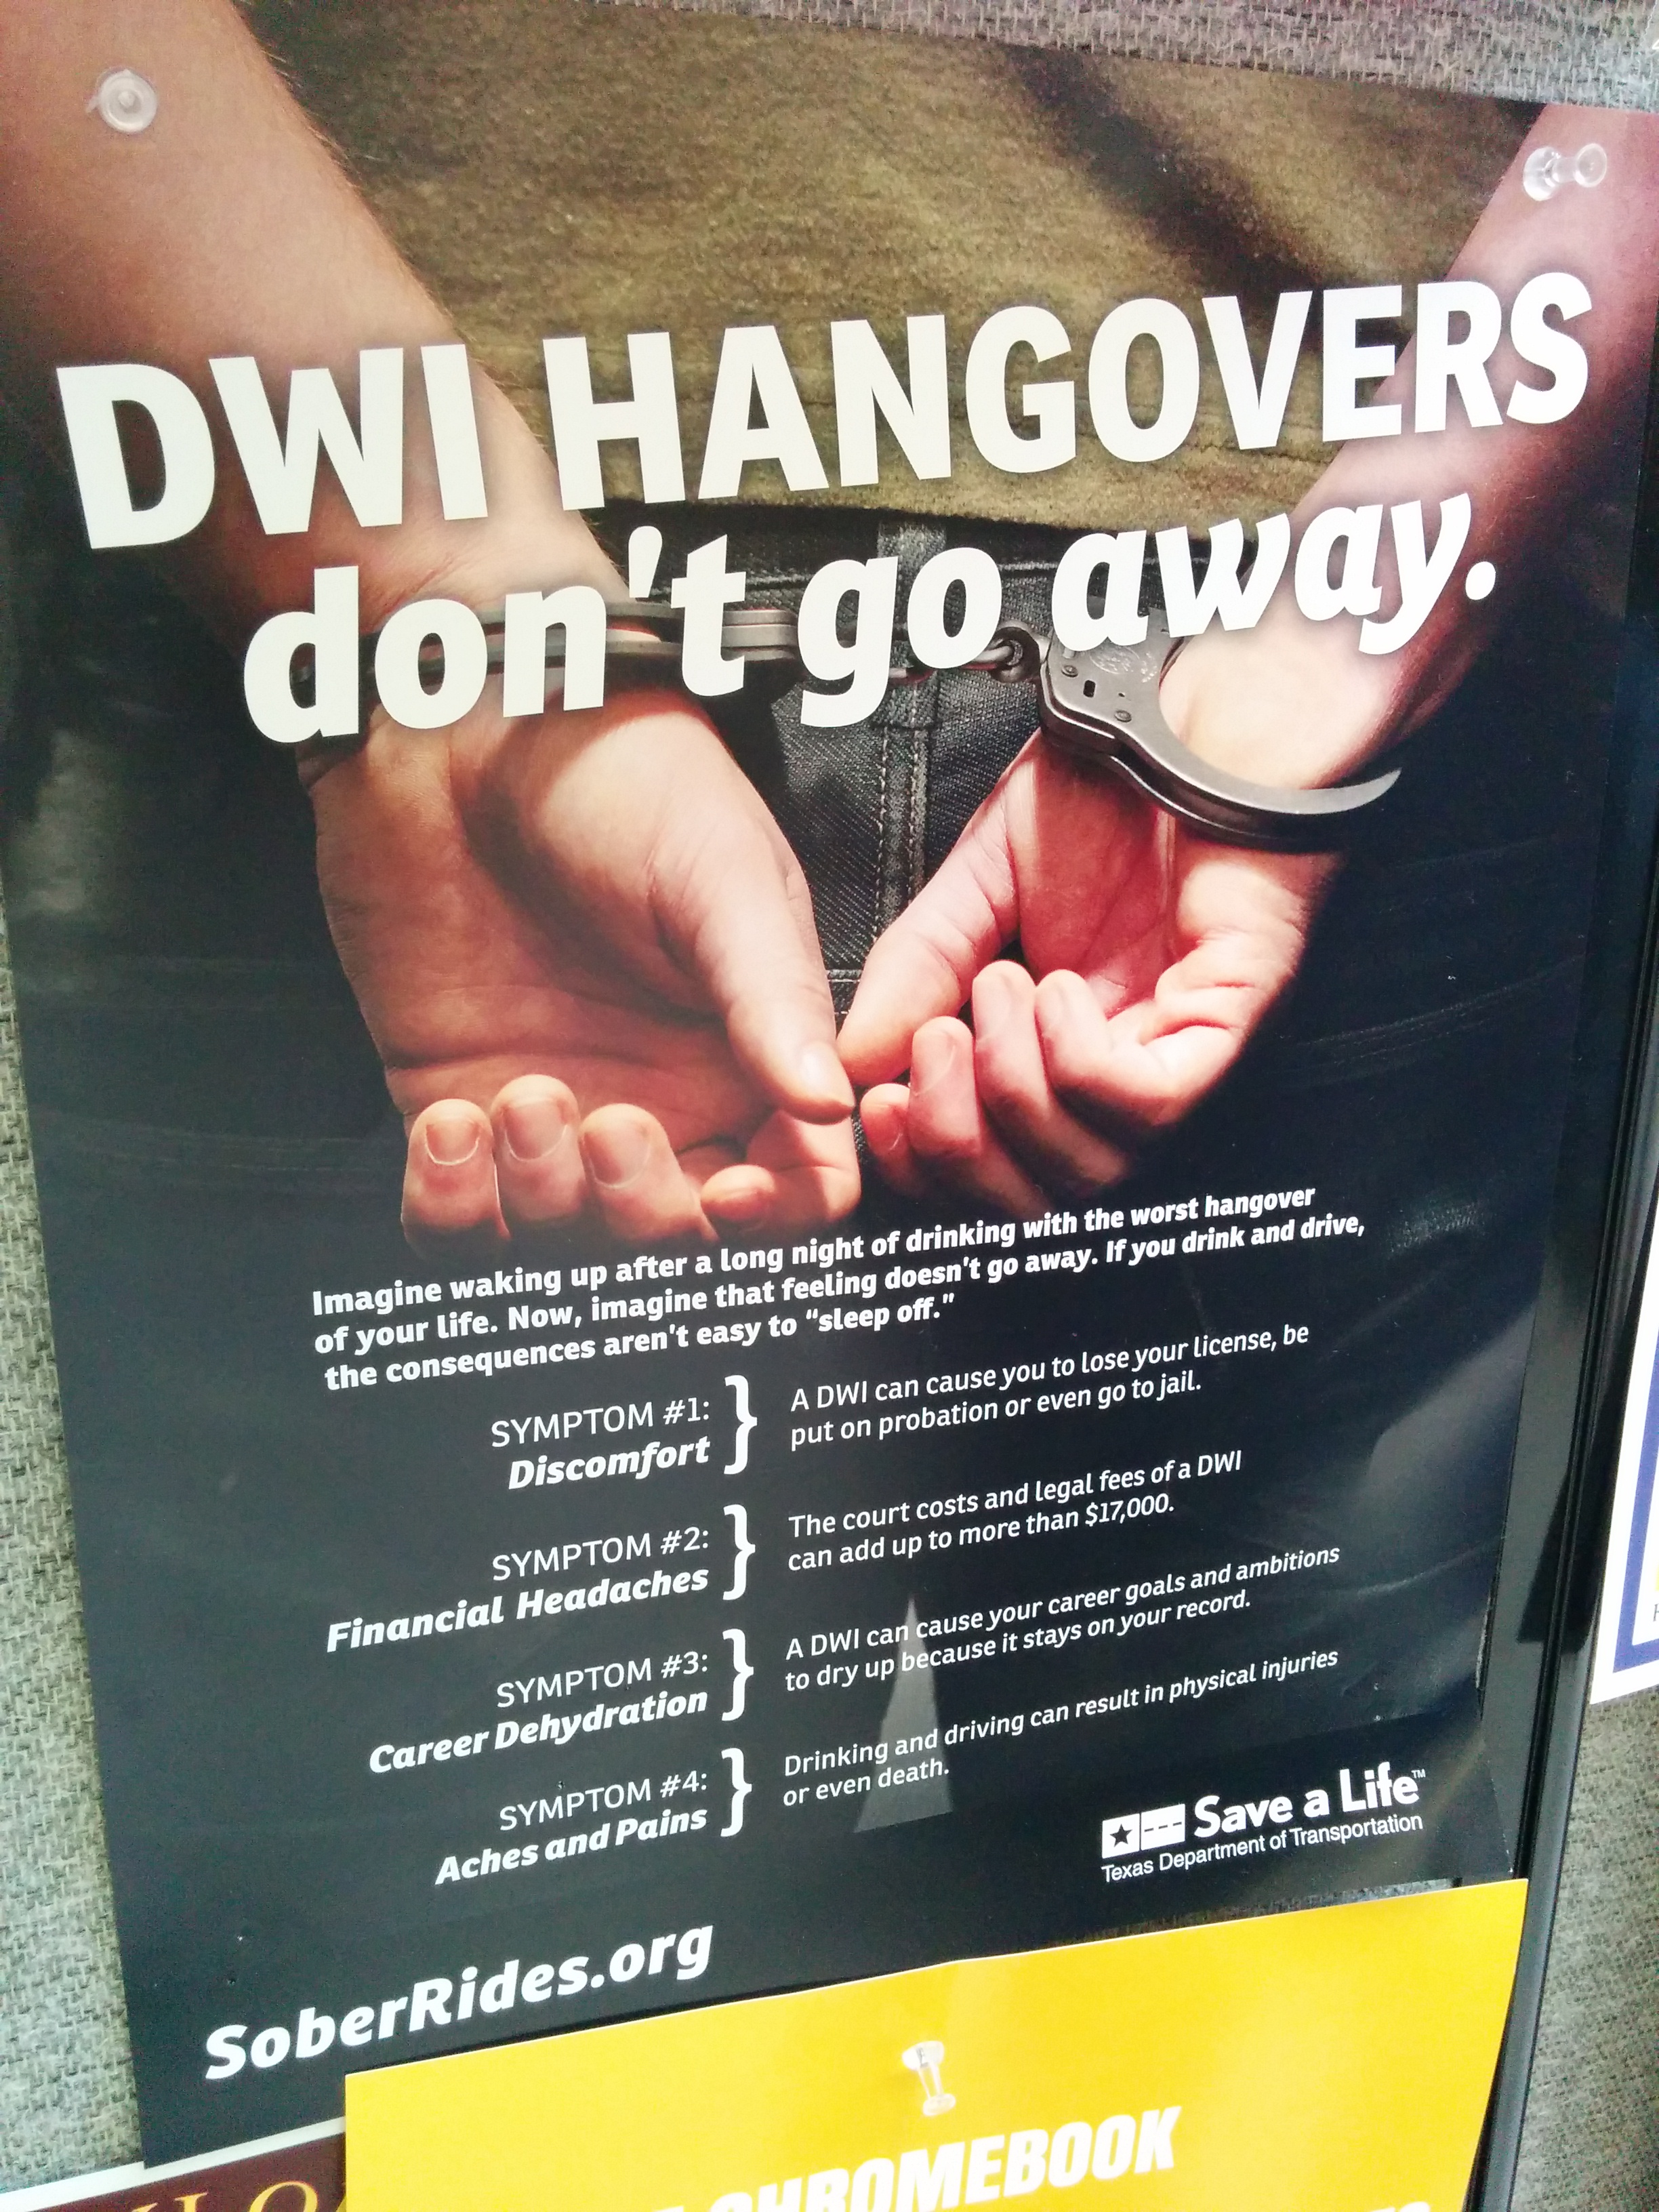 DWI HANGOVERS
don't go away.
Imagine waking up after a long night of drinking with the worst hangover
of your life. Now, imagine that feeling doesn't go away. If you drink and drive,
the consequences aren't easy to “sleep off.”
SYMPTOM #1:
Discomfort
A DWI can cause you to lose your license, be
put on probation or even go to jail.
SYMPTOM #2:
Financial Headaches
The court costs and legal fees of a DWI
can add up to more than $17,000.
SYMPTOM #3:
Career Dehydration
A DWI can cause your career goals and ambitions
to dry up because it stays on your record.
SYMPTOM #4:
Aches and Pains
Drinking and driving can result in physical injuries
or even death.
Save a Life™
Texas Department of Transportation
SoberRides.org
CHROMEBOOK